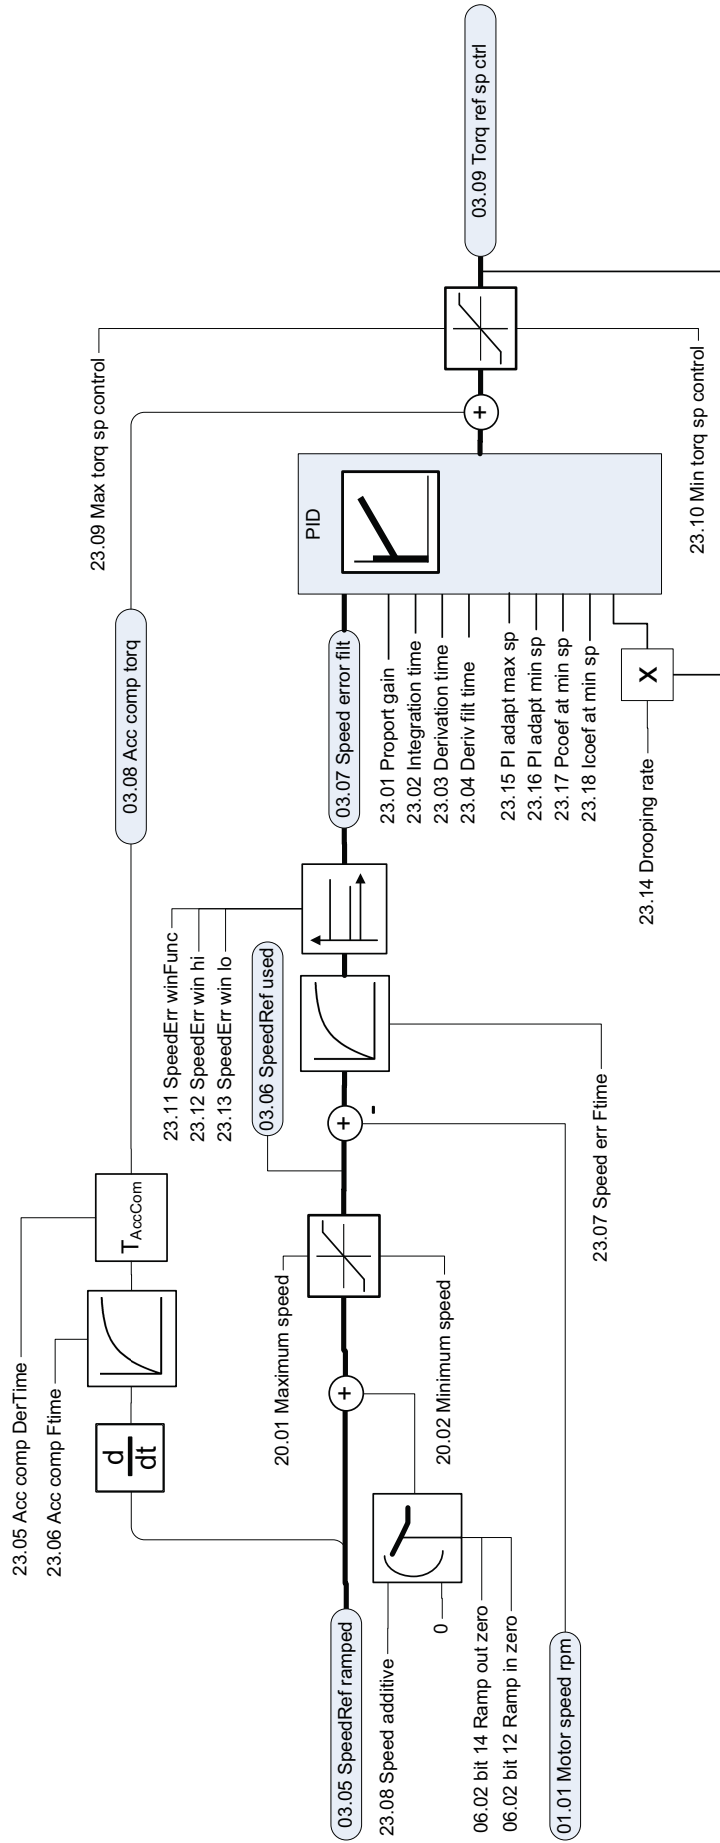 23.05 Acc comp DerTime
23.06 Acc comp Ftime
d
dt
TAccCom
03.08 Acc comp torq
23.09 Max torq sp control
23.11 SpeedErr winFunc
23.12 SpeedErr win hi
23.13 SpeedErr win lo
03.06 SpeedRef used
20.01 Maximum speed
03.05 SpeedRef ramped
+
+
-
03.07 Speed error filt
PID
+
03.09 Torq ref sp ctrl
23.08 Speed additive
0
20.02 Minimum speed
06.02 bit 14 Ramp out zero
06.02 bit 12 Ramp in zero
01.01 Motor speed rpm
23.07 Speed err Ftime
23.01 Proport gain
23.02 Integration time
23.03 Derivation time
23.04 Deriv filt time
23.15 PI adapt max sp
23.16 PI adapt min sp
23.17 Pcoef at min sp
23.18 Icoef at min sp
23.14 Drooping rate
X
23.10 Min torq sp control